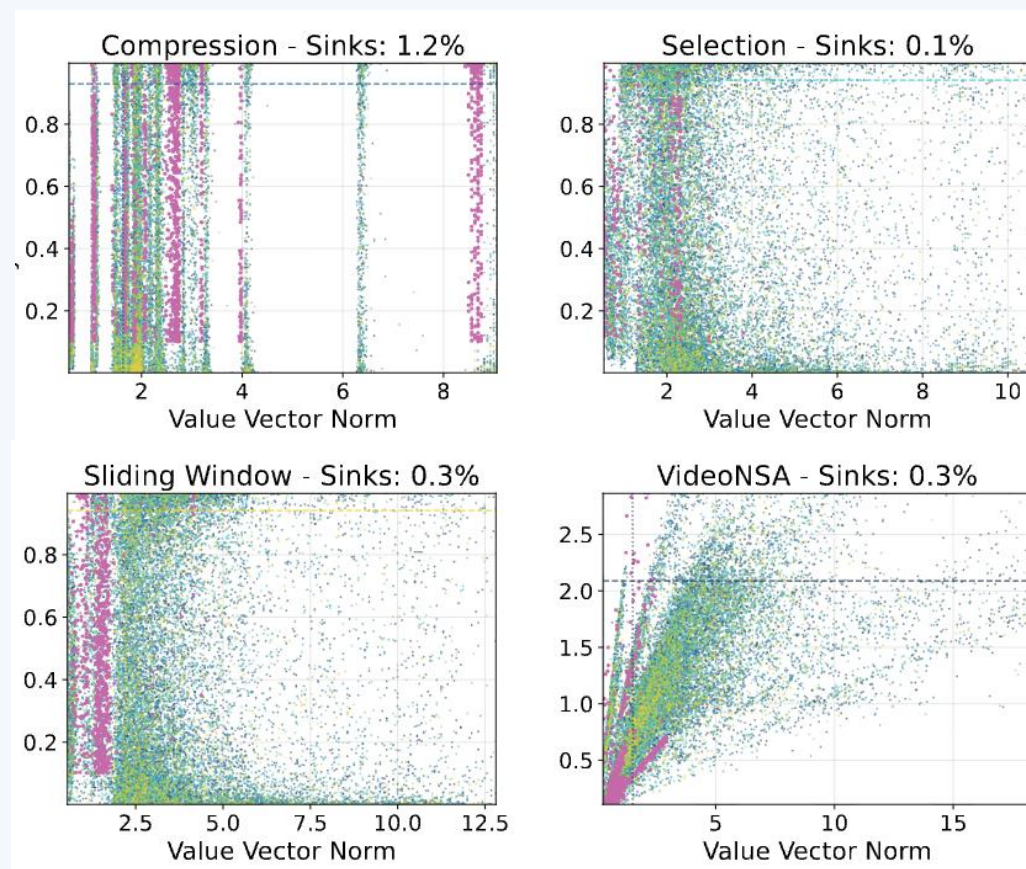 Compression - Sinks: 1.2%
0.8
0.6
0.4
0.2
2 4 6 8
Value Vector Norm
Selection - Sinks: 0.1%
0.8
0.6
0.4
0.2
2 4 6 8 10
Value Vector Norm
Sliding Window - Sinks: 0.3%
0.8
0.6
0.4
0.2
2.5 5.0 7.5 10.0 12.5
Value Vector Norm
VideoNSA - Sinks: 0.3%
2.5
2.0
1.5
1.0
0.5
5 10 15
Value Vector Norm